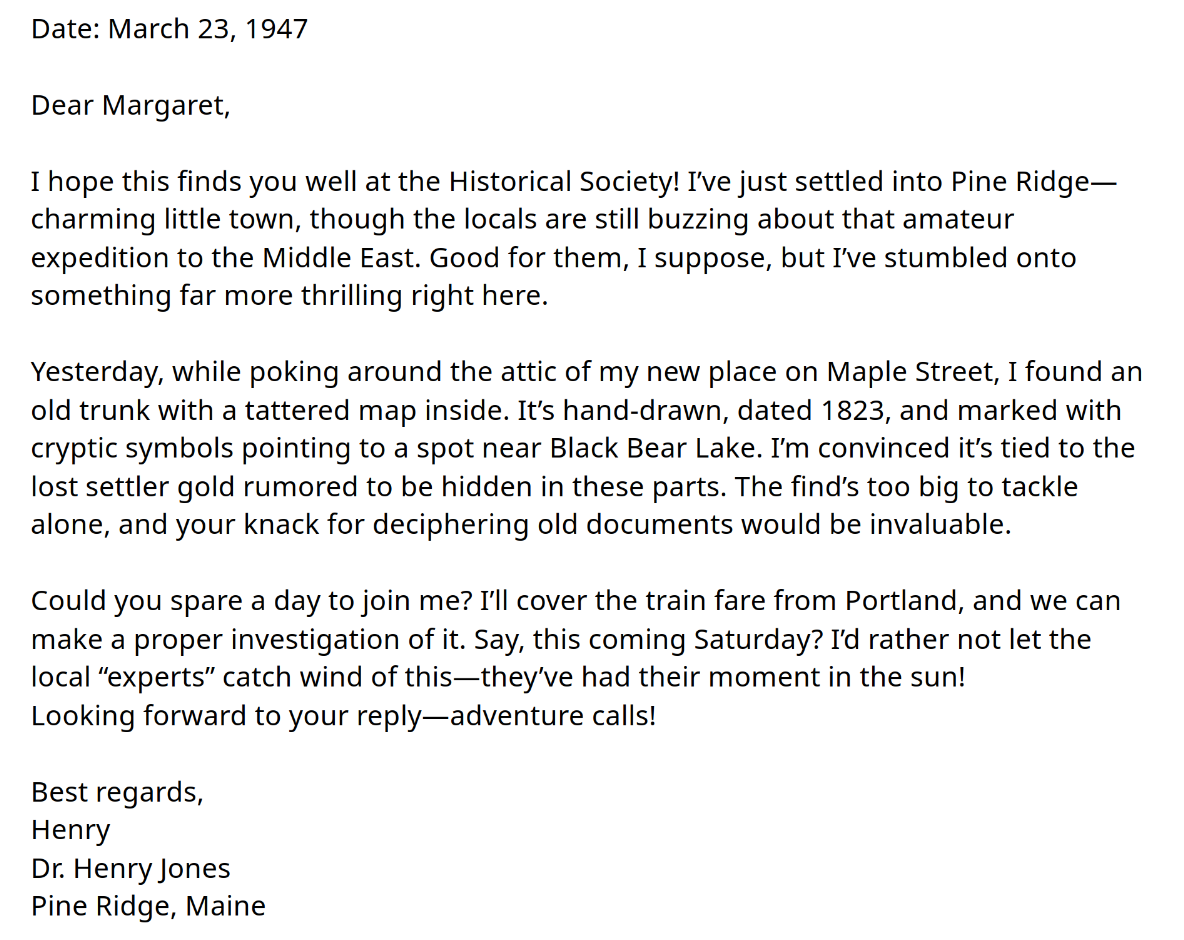 Date: March 23, 1947
Dear Margaret,
I hope this finds you well at the Historical Society! I’ve just settled into Pine Ridge—
charming little town, though the locals are still buzzing about that amateur
expedition to the Middle East. Good for them, I suppose, but I’ve stumbled onto
something far more thrilling right here.
Yesterday, while poking around the attic of my new place on Maple Street, I found an
old trunk with a tattered map inside. It’s hand-drawn, dated 1823, and marked with
cryptic symbols pointing to a spot near Black Bear Lake. I’m convinced it’s tied to the
lost settler gold rumored to be hidden in these parts. The find’s too big to tackle
alone, and your knack for deciphering old documents would be invaluable.
Could you spare a day to join me? I’ll cover the train fare from Portland, and we can
make a proper investigation of it. Say, this coming Saturday? I’d rather not let the
local “experts” catch wind of this—they’ve had their moment in the sun!
Looking forward to your reply—adventure calls!
Best regards,
Henry
Dr. Henry Jones
Pine Ridge, Maine